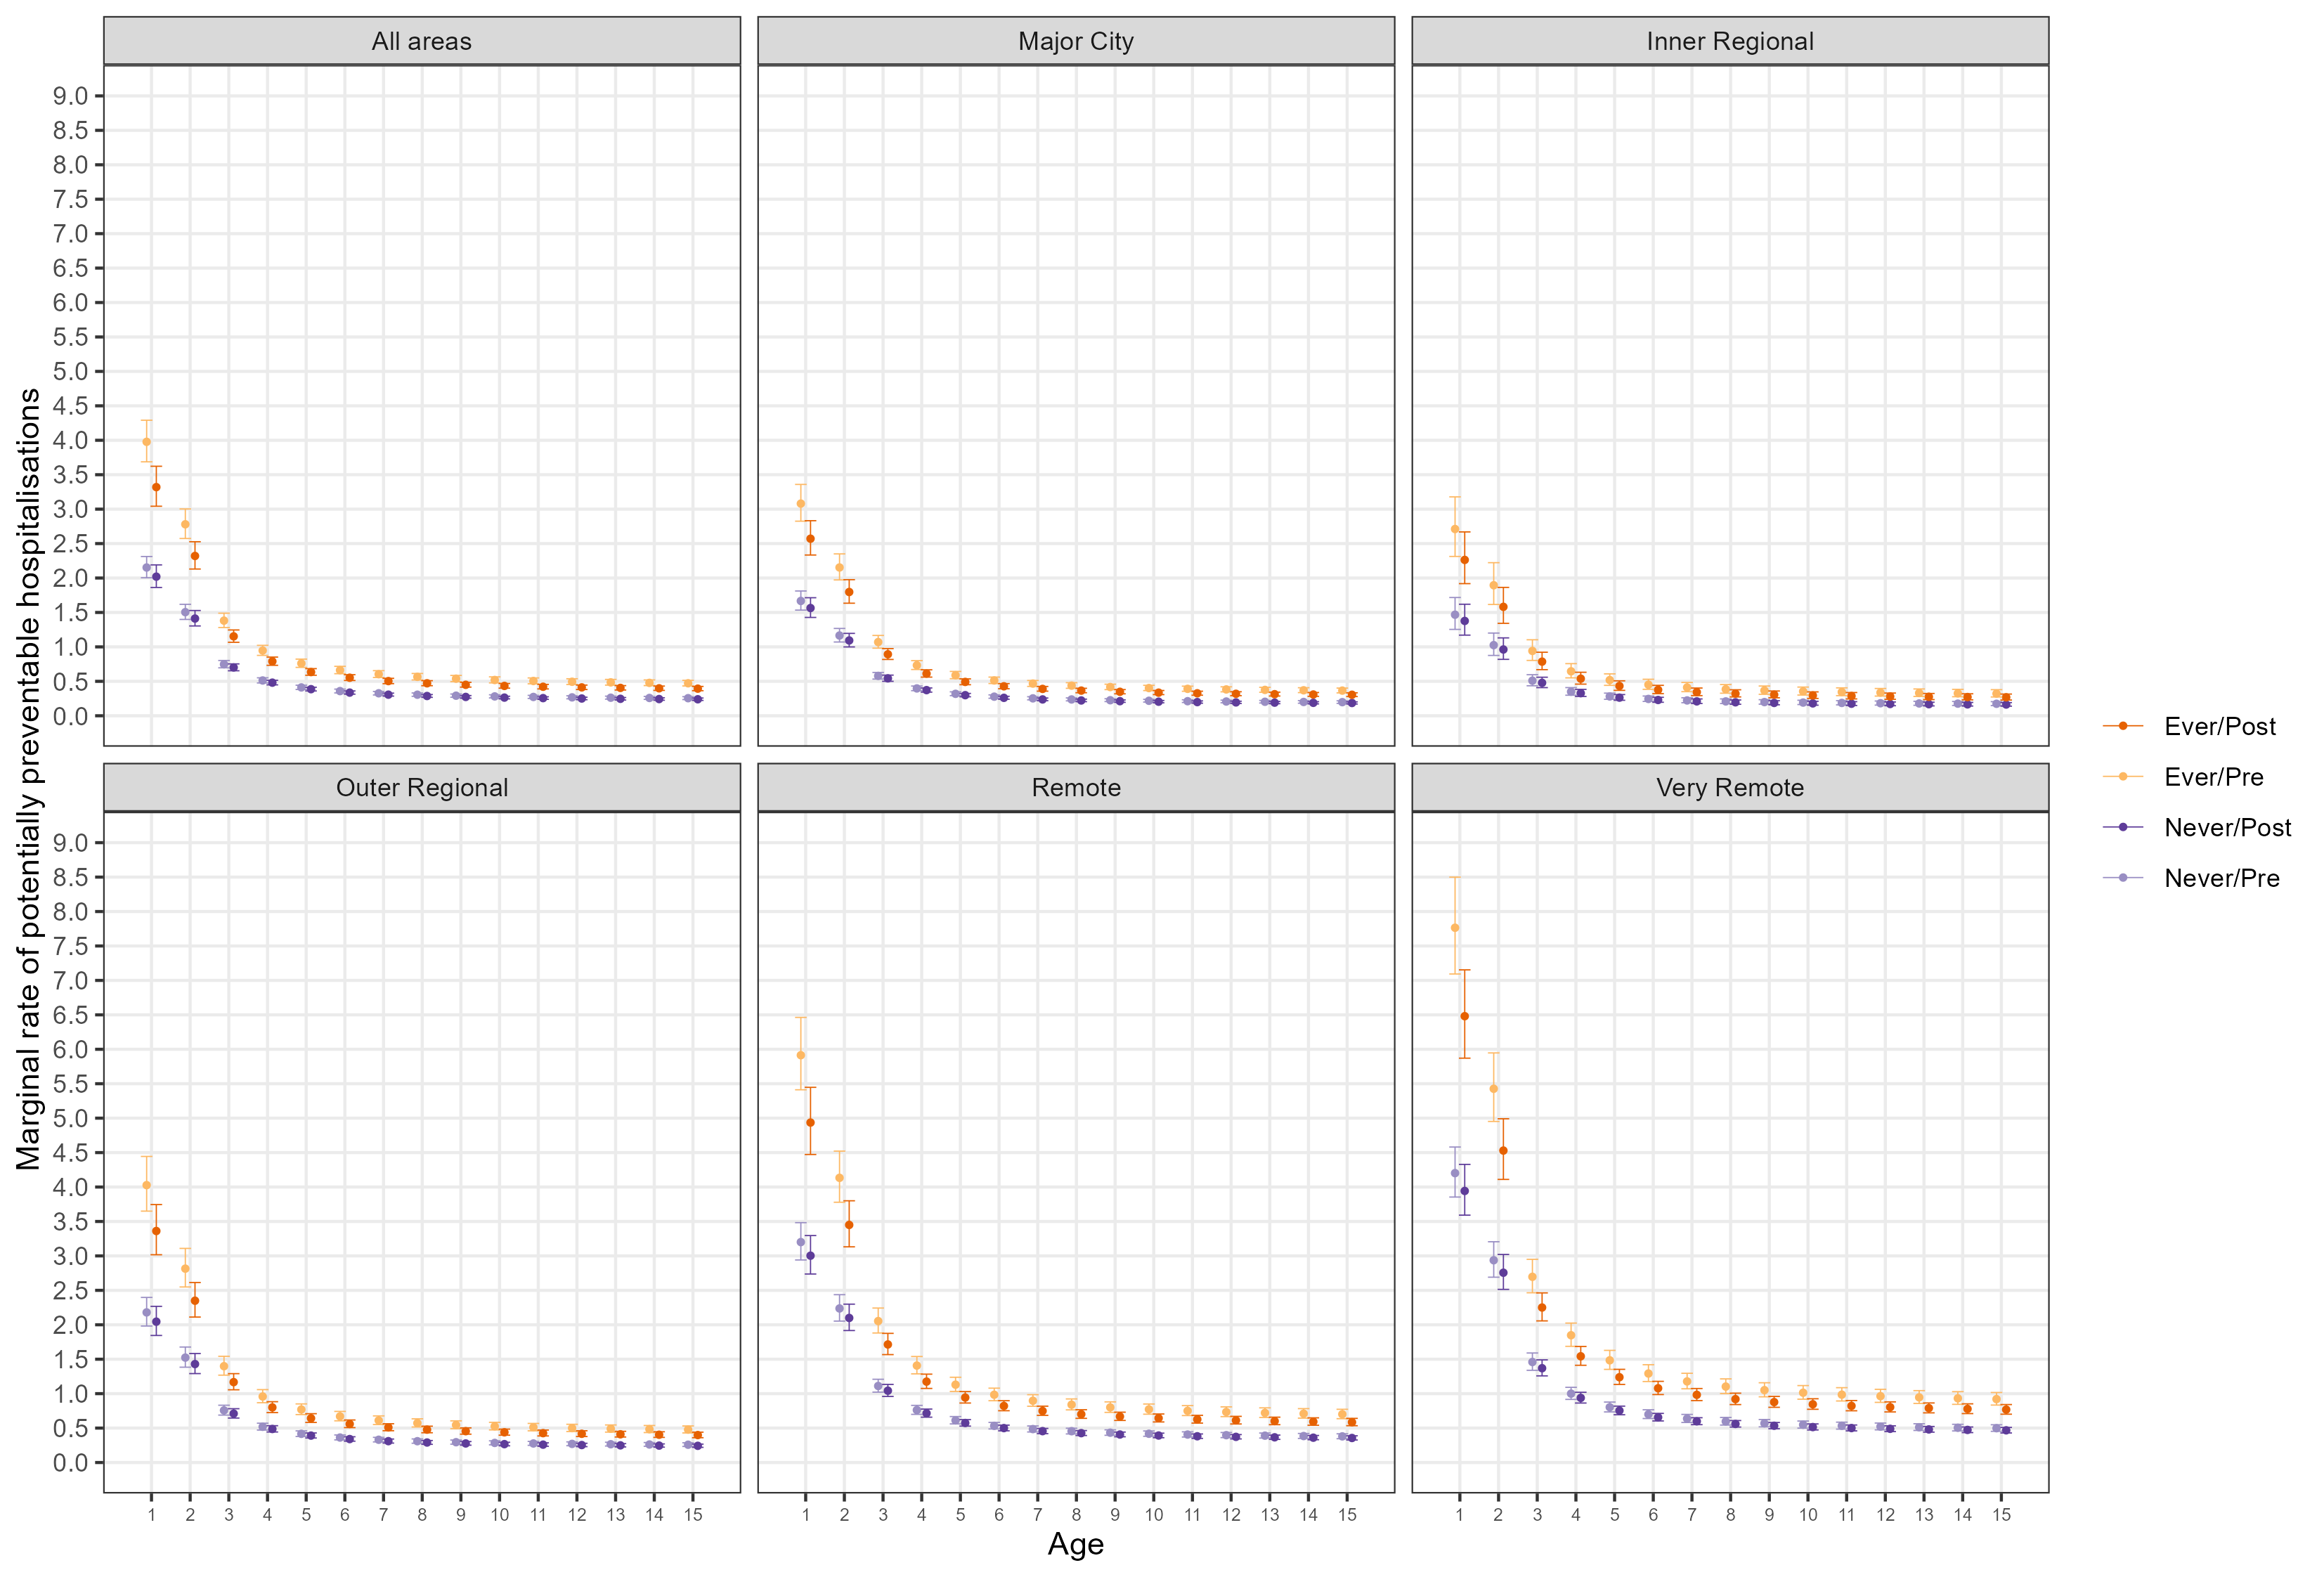 All areas
Major City
Inner Regional
9.0
8.5
8.0
7.5
7.0
6.5
6.0
5.5
5.0
4.5
4.0
3.5
3.0
2.5
2.0
1.5
1.0
0.5
0.0
Marginal rate of potentially preventable hospitalisations
Outer Regional
Remote
Very Remote
9.0
8.5
8.0
7.5
7.0
6.5
6.0
5.5
5.0
4.5
4.0
3.5
3.0
2.5
2.0
1.5
1.0
0.5
0.0
1 2 3 4 5 6 7 8 9 10 11 12 13 14 15
1 2 3 4 5 6 7 8 9 10 11 12 13 14 15
1 2 3 4 5 6 7 8 9 10 11 12 13 14 15
Age
Ever/Post
Ever/Pre
Never/Post
Never/Pre